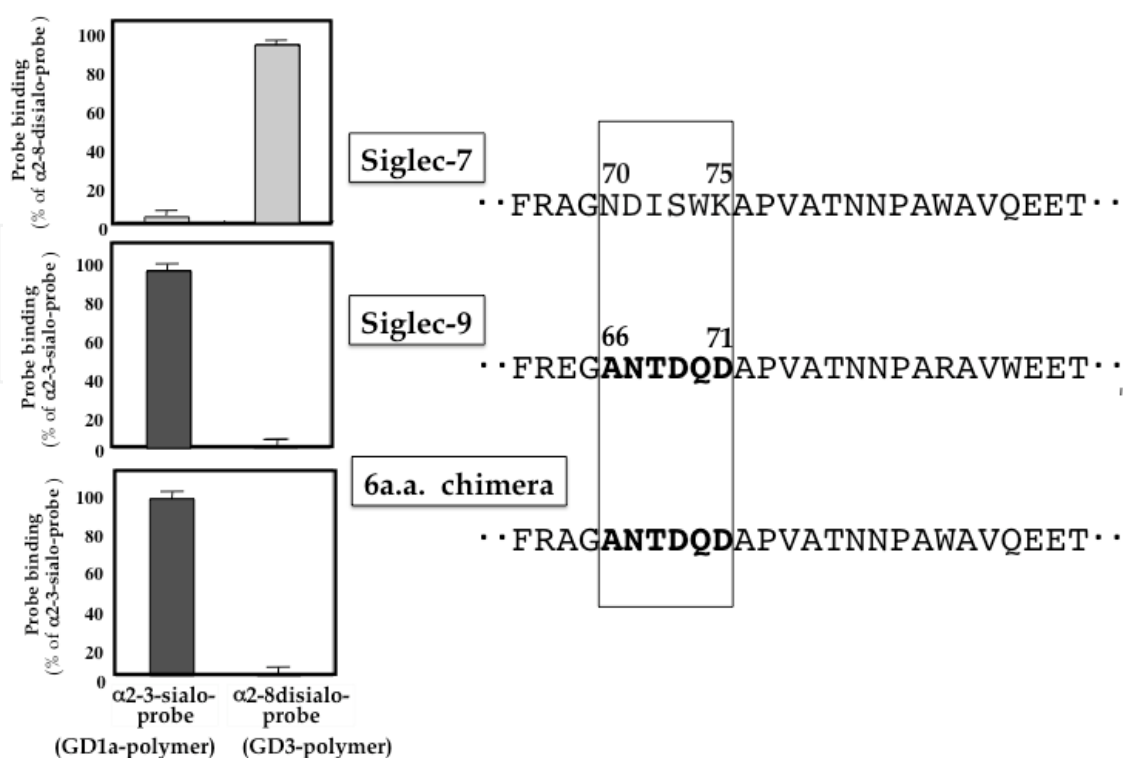 Probe binding
(% of α2-8-disialo-probe)
100
80
60
40
20
0
Siglec-7
70 75
··FRAGNDISWKAPVATNNPAWAVQEET··
Probe binding
(% of α2-3-sialo-probe)
100
80
60
40
20
0
Siglec-9
66 71
··FREGANTDQDAPVATNNPARAVWEET··
Probe binding
(% of α2-3-sialo-probe)
100
80
60
40
20
0
6a.a. chimera
··FRAGANTDQDAPVATNNPAWAVQEET··
α2-3-sialo-
probe
(GD1a-polymer)
α2-8disialo-
probe
(GD3-polymer)